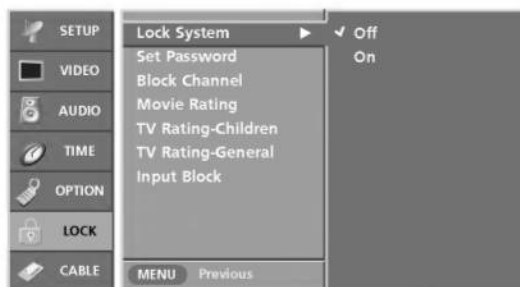 SETUP
VIDEO
AUDIO
TIME
OPTION
LOCK
CABLE
Lock System
Set Password
Block Channel
Movie Rating
TV Rating-Children
TV Rating-General
Input Block
MENU Previous
Off
On